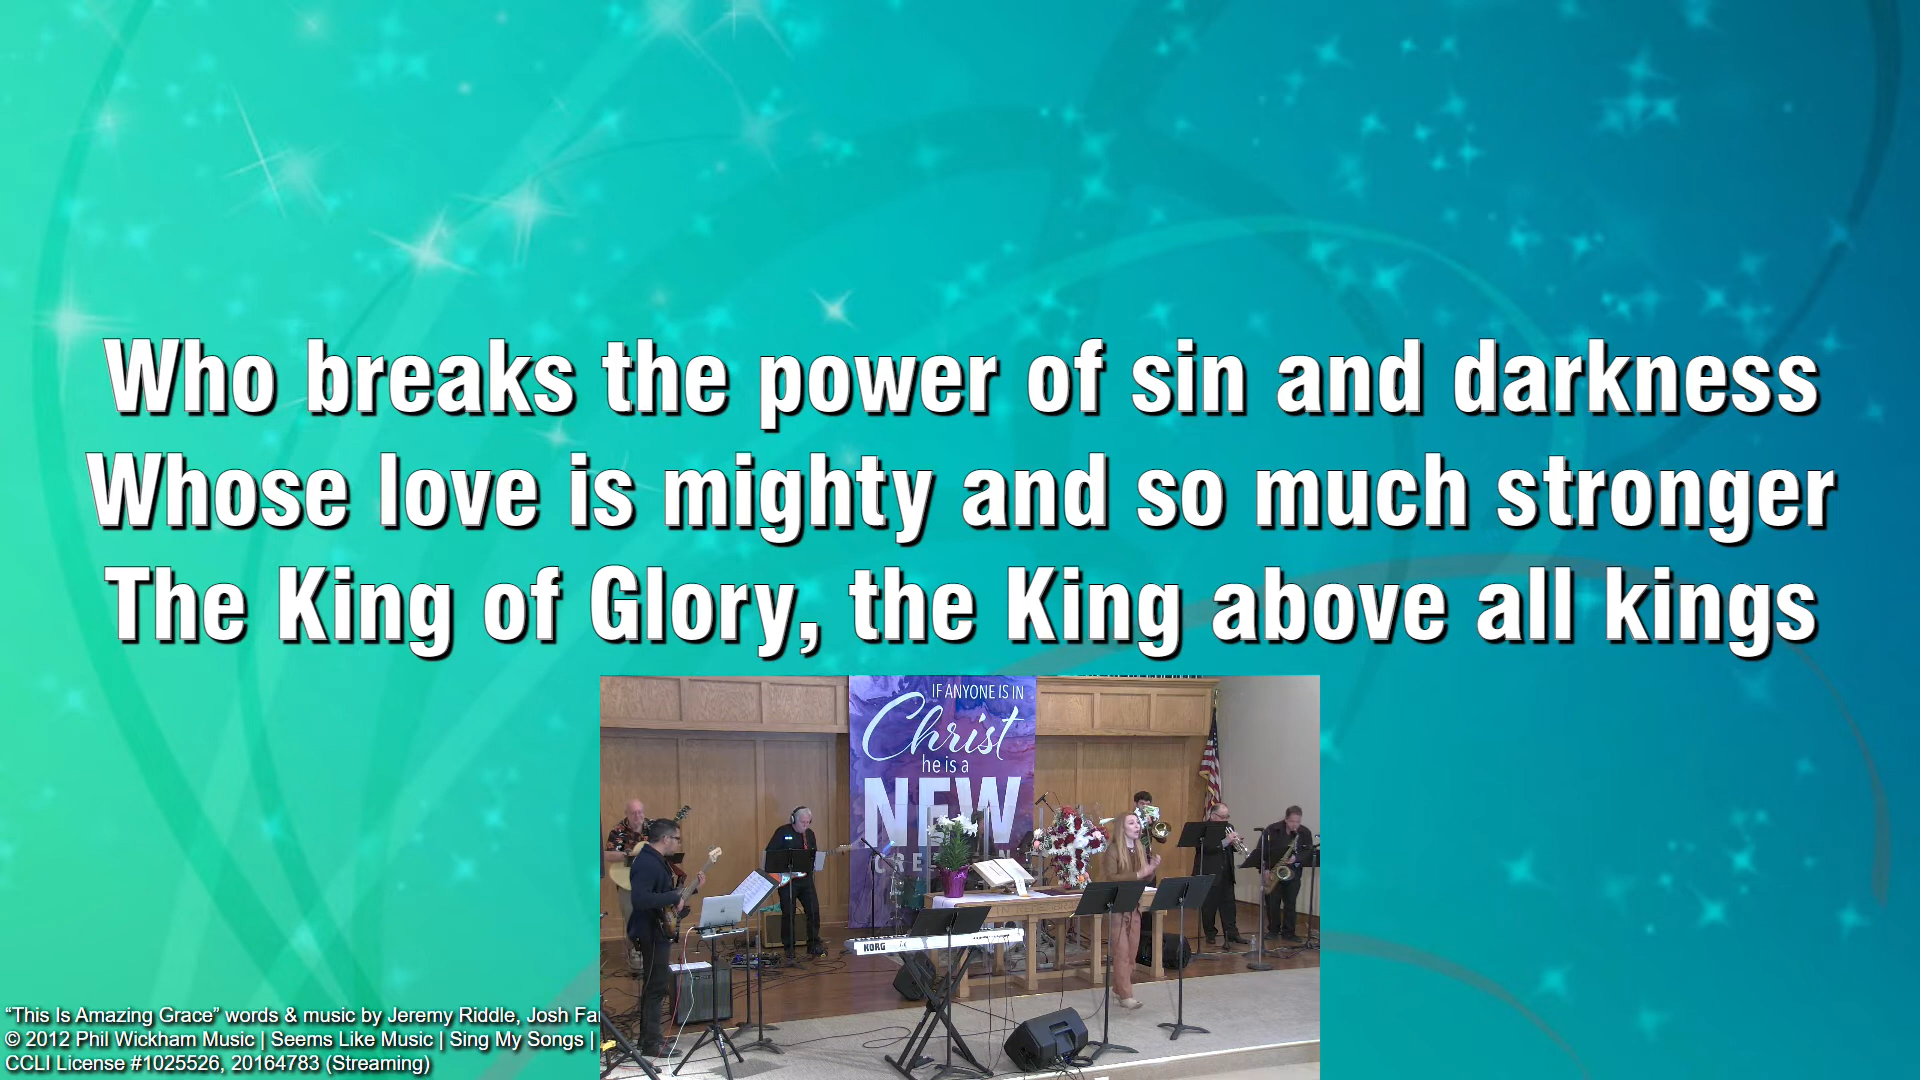 Who breaks the power of sin and darkness
Whose love is mighty and so much stronger
The King of Glory, the King above all kings
IF ANYONE IS IN
Christ
he is a
NEW
KORG
“This Is Amazing Grace” words & music by Jeremy Riddle, Josh
© 2012 Phil Wickham Music | Seems Like Music | Sing My Songs |
CCLI License #1025526, 20164783 (Streaming)